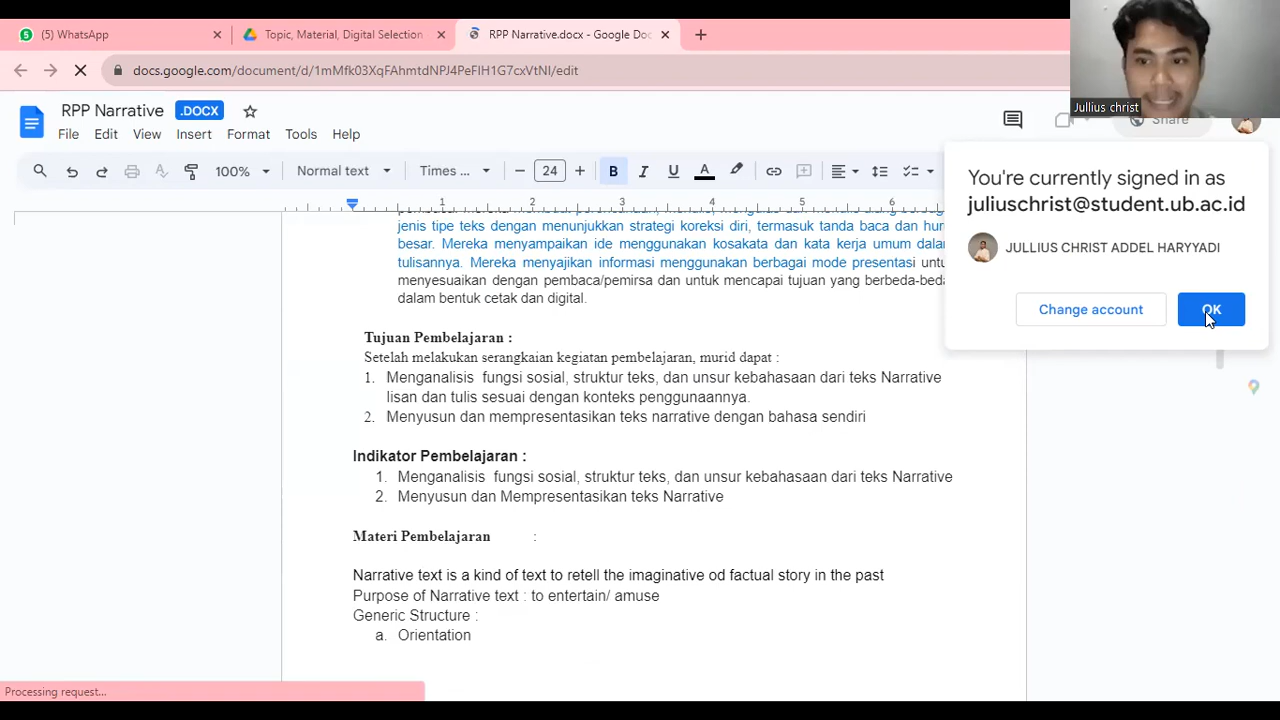 (5) WhatsApp
Topic, Material, Digital Selection
RPP Narrative.docx - Google Doc
docs.google.com/document/d/1mMfk03XqFAhmtdNPJ4PeFIH1G7cxVtNI/edit
Jullius christ
RPP Narrative .DOCX
File Edit View Insert Format Tools Help
Share
100% Normal text Times ... 24 B I U A
You're currently signed in as
juliuschrist@student.ub.ac.id
JULLIUS CHRIST ADDEL HARYYADI
Change account OK
1 2 3 4 5 6
jenis tipe teks dengan menunjukkan strategi koreksi diri, termasuk tanda baca dan huru
besar. Mereka menyampaikan ide menggunakan kosakata dan kata kerja umum dalam
tulisannya. Mereka menyajikan informasi menggunakan berbagai mode presentasi untu
menyesuaikan dengan pembaca/pemirsa dan untuk mencapai tujuan yang berbeda-beda
dalam bentuk cetak dan digital.
Tujuan Pembelajaran :
Setelah melakukan serangkaian kegiatan pembelajaran, murid dapat :
1. Menganalisis fungsi sosial, struktur teks, dan unsur kebahasaan dari teks Narrative
lisan dan tulis sesuai dengan konteks penggunaannya.
2. Menyusun dan mempresentasikan teks narrative dengan bahasa sendiri
Indikator Pembelajaran :
1. Menganalisis fungsi sosial, struktur teks, dan unsur kebahasaan dari teks Narrative
2. Menyusun dan Mempresentasikan teks Narrative
Materi Pembelajaran :
Narrative text is a kind of text to retell the imaginative od factual story in the past
Purpose of Narrative text : to entertain/ amuse
Generic Structure :
a. Orientation
Processing request...